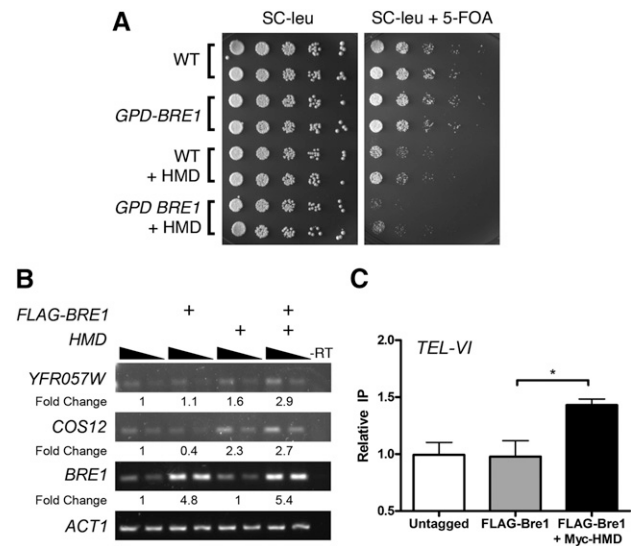 A
SC-leu
SC-leu + 5-FOA
WT
GPD-BRE1
WT
+ HMD
GPD BRE1
+ HMD
B
FLAG-BRE1
+
+
HMD
+
+
-RT
YFR057W
Fold Change
1
1.1
1.6
2.9
COS12
Fold Change
1
0.4
2.3
2.7
BRE1
Fold Change
1
4.8
1
5.4
ACT1
C
TEL-VI
*
Relative IP
2.0
1.5
1.0
0.5
Untagged
FLAG-Bre1
FLAG-Bre1
+ Myc-HMD